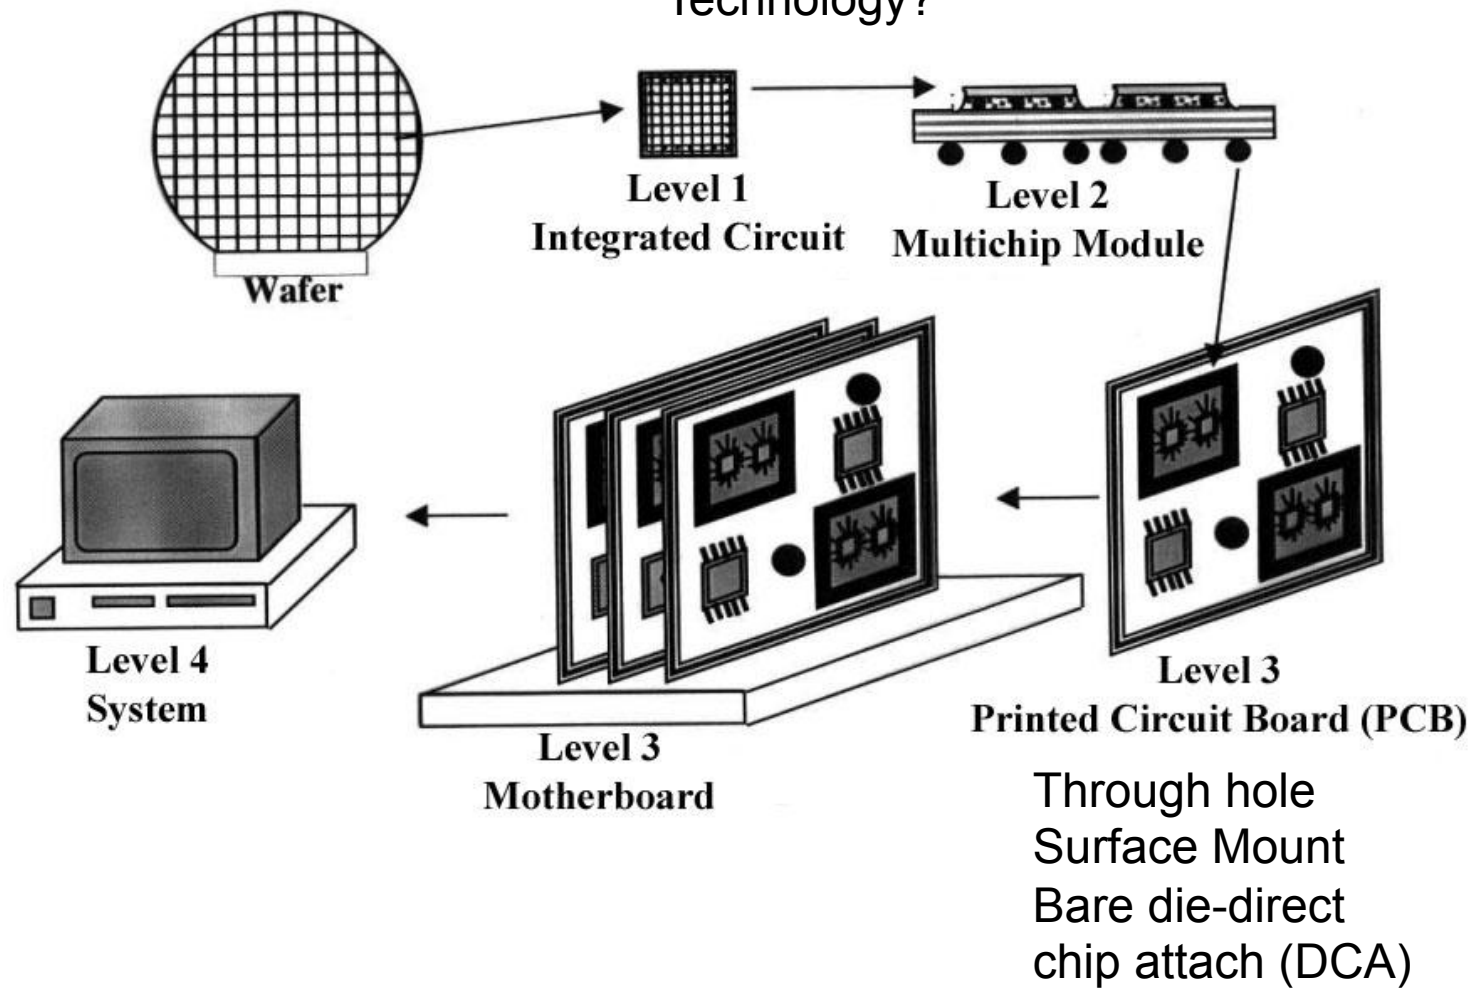 Technology?
Level 1
Integrated Circuit
Level 2
Multichip Module
Wafer
Level 4
System
Level 3
Motherboard
Level 3
Printed Circuit Board (PCB)
Through hole
Surface Mount
Bare die-direct
chip attach (DCA)